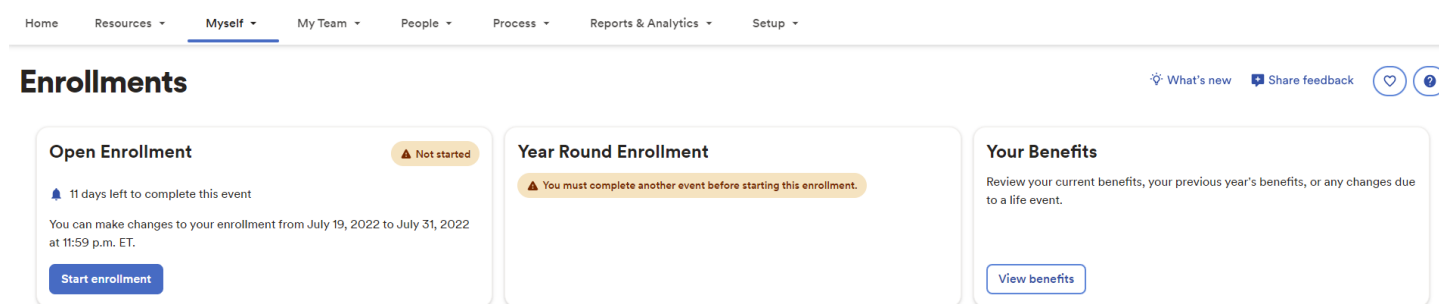 Home Resources Myself My Team People Process Reports & Analytics Setup
Enrollments
What's new Share feedback
Open Enrollment
Not started
11 days left to complete this event
You can make changes to your enrollment from July 19, 2022 to July 31, 2022
at 11:59 p.m. ET.
Start enrollment
Year Round Enrollment
You must complete another event before starting this enrollment.
Your Benefits
Review your current benefits, your previous year's benefits, or any changes due
to a life event.
View benefits